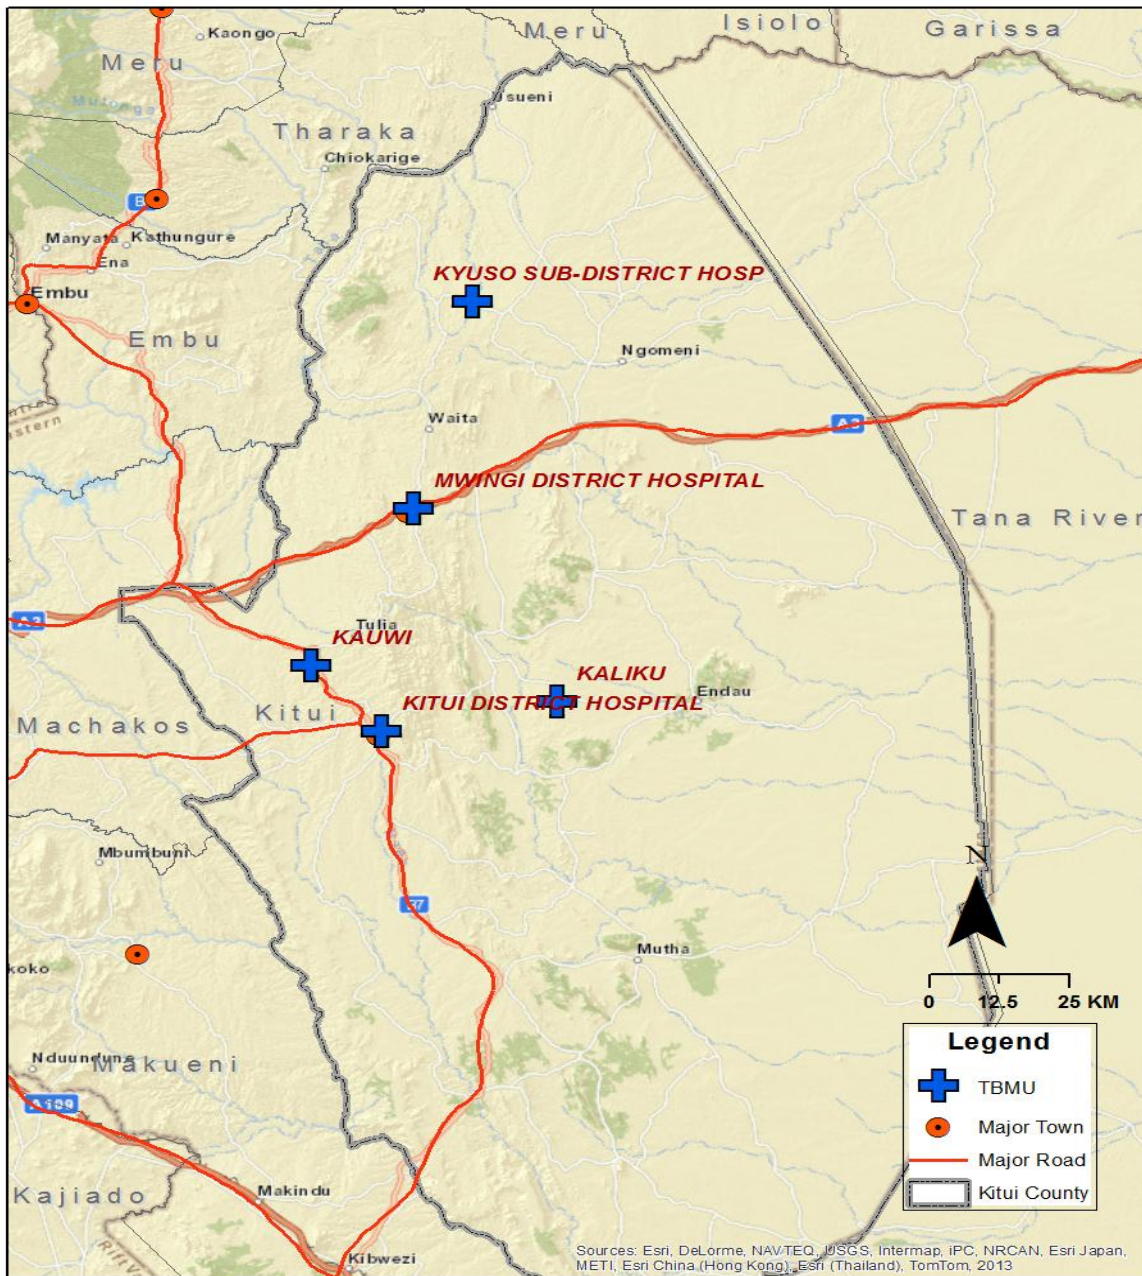 Meru
Isiolo
Garissa
Kaongo
Meru
Mutonga
Usueni
Tharaka
Chiokarige
B
Manyata
Kathungure
Ena
KYUSO SUB-DISTRICT HOSP
Embu
Embu
Ngomeni
Waita
A3
MWINGI DISTRICT HOSPITAL
Tana River
A3
Tulia
KAUWI
KALIKU
Endau
KITUI DISTRICT HOSPITAL
Kitui
Machakos
Mbumbuni
N
Mutha
koko
0 12.5 25 KM
Nduundune
Makueni
A109
Kajiado
Makindu
Kibwezi
Legend
TBMU
Major Town
Major Road
Kitui County
Sources: Esri, DeLorme, NAVTEQ, USGS, Intermap, iPC, NRCAN, Esri Japan,
METI, Esri China (Hong Kong), Esri (Thailand), TomTom, 2013